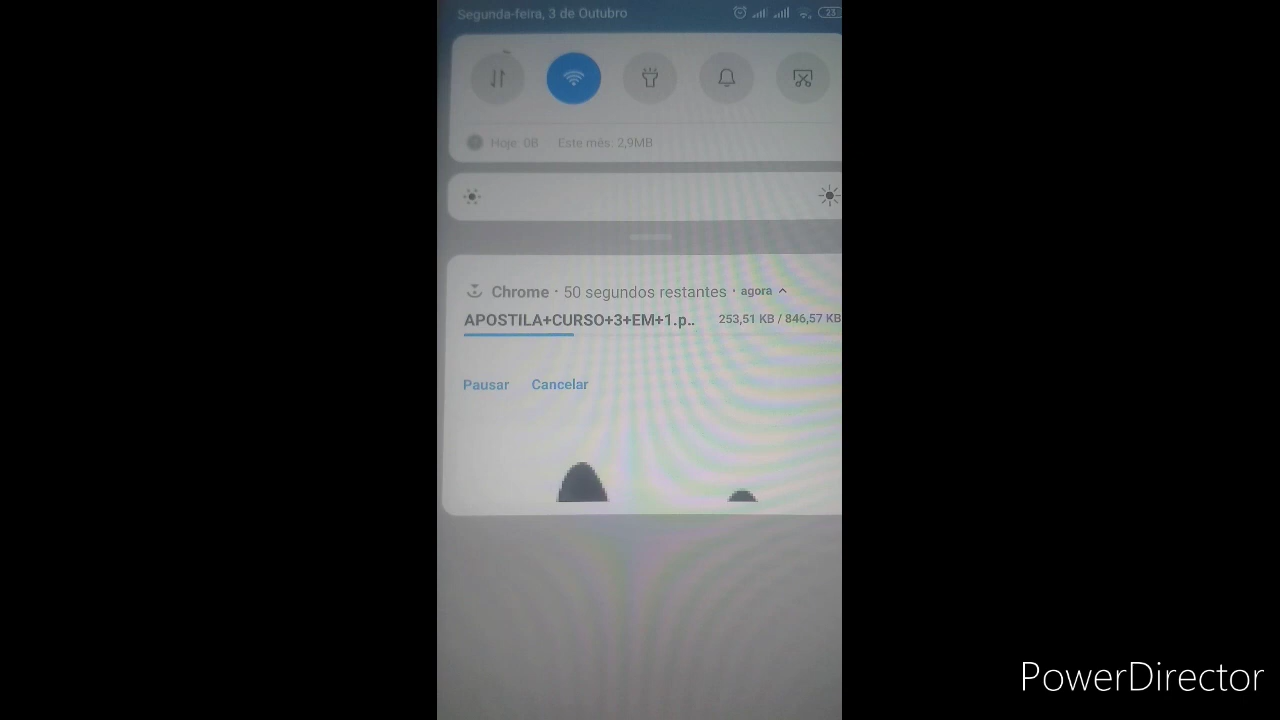 Segunda-feira, 3 de Outubro
23
Hoje: 0B Este mês: 2,9MB
Chrome · 50 segundos restantes · agora
APOSTILA+CURSO+3+EM+1.p.. 253,51 KB / 846,57 KB
Pausar Cancelar
PowerDirector